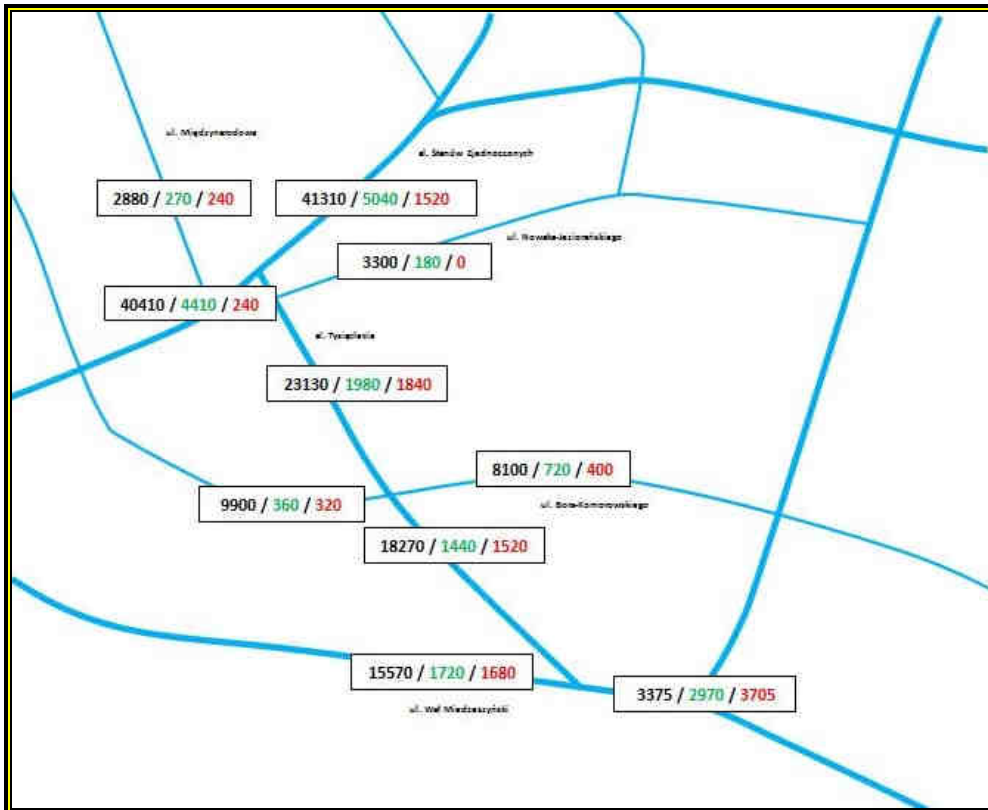 ul. Międzynarodowa
al. Stanów Zjednoczonych
2880 / 270 / 240
41310 / 5040 / 1520
ul. Nowaka-Jeziorańskiego
3300 / 180 / 0
40410 / 4410 / 240
al. Tysiąclecia
23130 / 1980 / 1840
8100 / 720 / 400
9900 / 360 / 320
ul. Bora-Komorowskiego
18270 / 1440 / 1520
15570 / 1720 / 1680
3375 / 2970 / 3705
ul. Wał Miedzeszyński